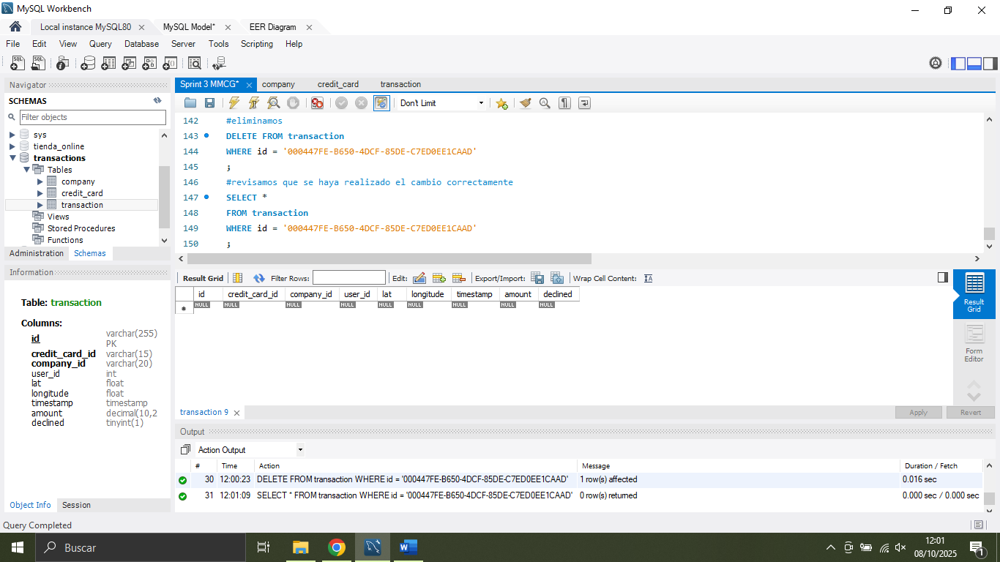 MySQL Workbench
Local instance MySQL80
MySQL Model*
EER Diagram
File Edit View Query Database Server Tools Scripting Help
Navigator
SCHEMAS
Filter objects
sys
tienda_online
transactions
Tables
company
credit_card
transaction
Views
Stored Procedures
Functions
Administration Schemas
Information
Table: transaction
Columns:
id varchar(255) PK
credit_card_id varchar(15)
company_id varchar(20)
user_id int
lat float
longitude float
timestamp timestamp
amount decimal(10,2
declined tinyint(1)
Object Info Session
Sprint 3 MMCG* company credit_card transaction
Don't Limit
142 #eliminamos
143 DELETE FROM transaction
144 WHERE id = '000447FE-B650-4DCF-85DE-C7ED0EE1CAAD'
145 ;
146 #revisamos que se haya realizado el cambio correctamente
147 SELECT *
148 FROM transaction
149 WHERE id = '000447FE-B650-4DCF-85DE-C7ED0EE1CAAD'
150 ;
Result Grid Filter Rows: Edit: Export/Import: Wrap Cell Content:
id credit_card_id company_id user_id lat longitude timestamp amount declined
NULL NULL NULL NULL NULL NULL NULL NULL NULL
Result Grid
Form Editor
transaction 9
Apply Revert
Output
Action Output
# Time Action Message Duration / Fetch
30 12:00:23 DELETE FROM transaction WHERE id = '000447FE-B650-4DCF-85DE-C7ED0EE1CAAD' 1 row(s) affected 0.016 sec
31 12:01:09 SELECT * FROM transaction WHERE id = '000447FE-B650-4DCF-85DE-C7ED0EE1CAAD' 0 row(s) returned 0.000 sec / 0.000 sec
Query Completed
Buscar
12:01
08/10/2025
1